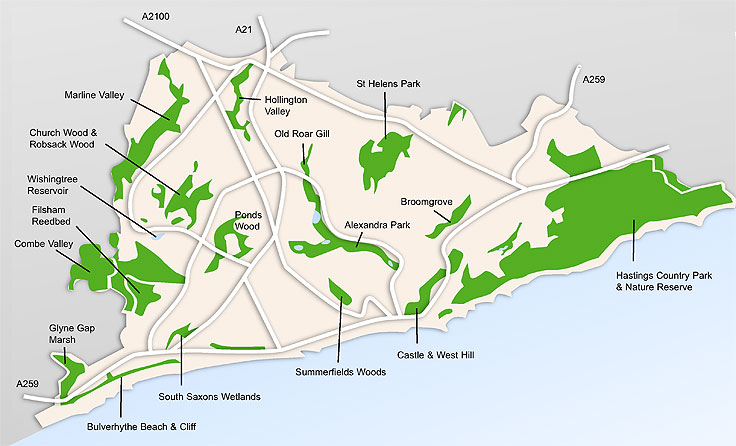 A2100
A21
A259
Marline Valley
Hollington
Valley
St Helens Park
Church Wood &
Robsack Wood
Old Roar Gill
Wishingtree
Reservoir
Broomgrove
Filsham
Reedbed
Ponds
Wood
Alexandra Park
Combe Valley
Hastings Country Park
& Nature Reserve
Glyne Gap
Marsh
Castle & West Hill
Summerfields Woods
A259
South Saxons Wetlands
Bulverhythe Beach & Cliff